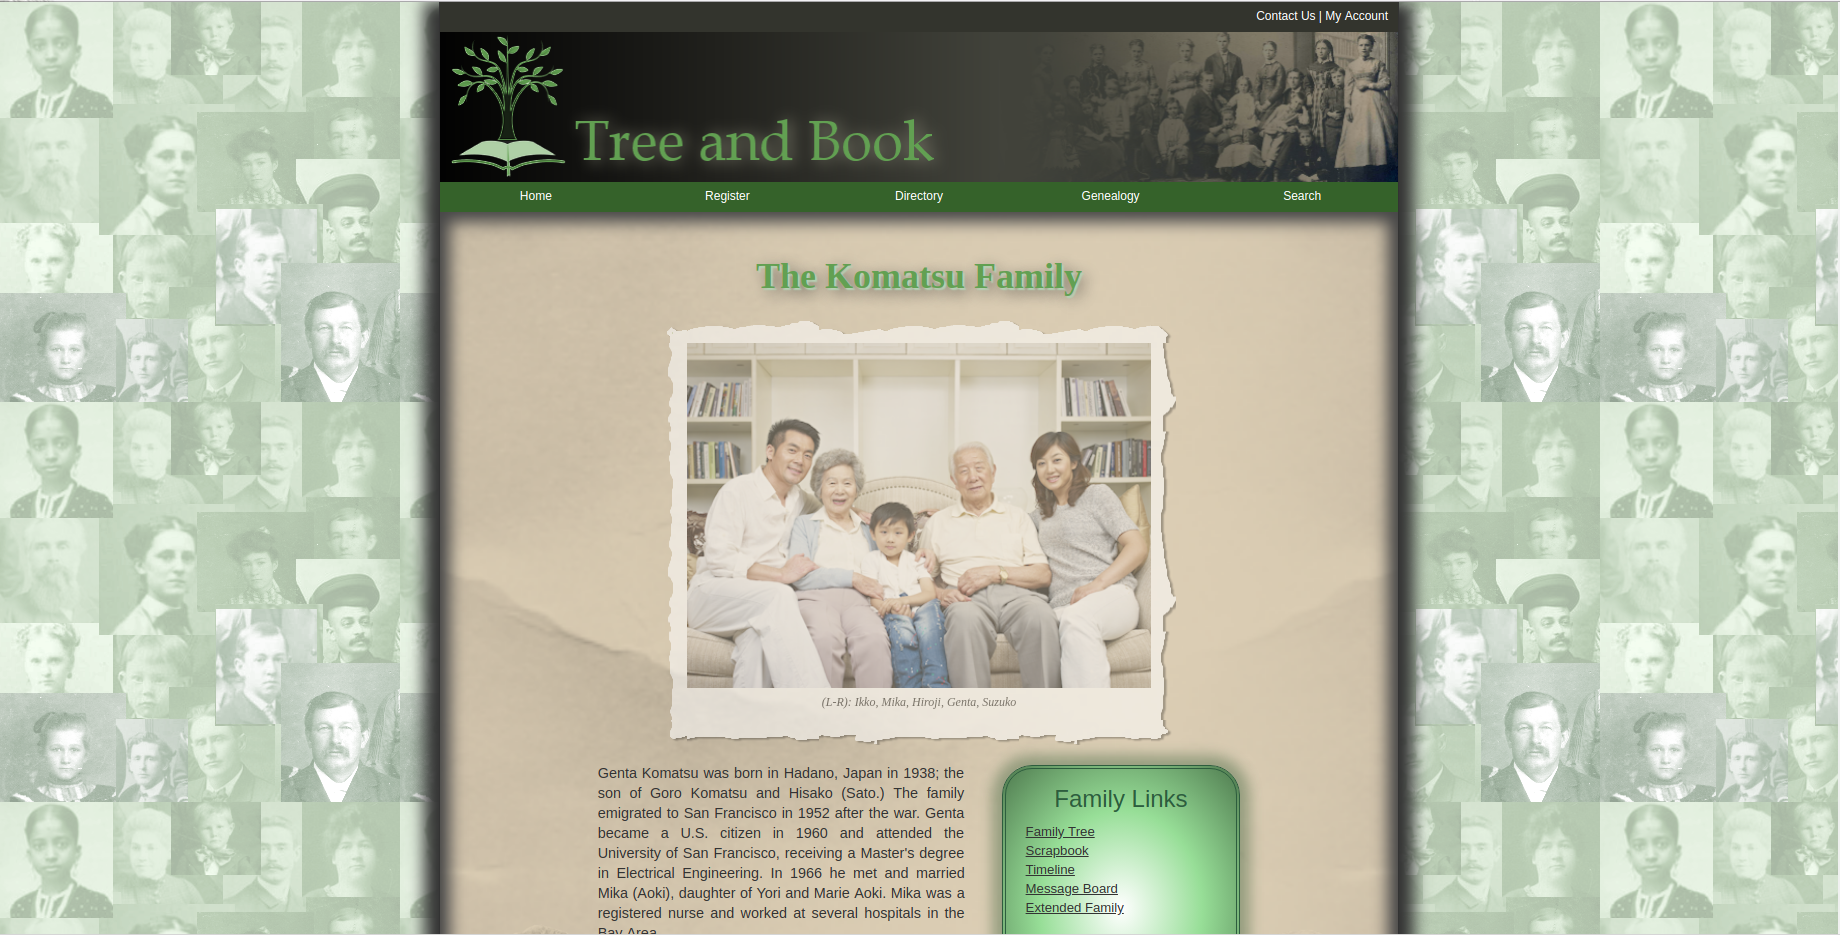 Contact Us | My Account
Tree and Book
Home Register Directory Genealogy Search
The Komatsu Family
(L-R): Ikko, Mika, Hiroji, Genta, Suzuko
Genta Komatsu was born in Hadano, Japan in 1938; the
son of Goro Komatsu and Hisako (Sato.) The family
emigrated to San Francisco in 1952 after the war. Genta
became a U.S. citizen in 1960 and attended the
University of San Francisco, receiving a Master's degree
in Electrical Engineering. In 1966 he met and married
Mika (Aoki), daughter of Yori and Marie Aoki. Mika was a
registered nurse and worked at several hospitals in the
Bay Area
Family Links
Family Tree
Scrapbook
Timeline
Message Board
Extended Family